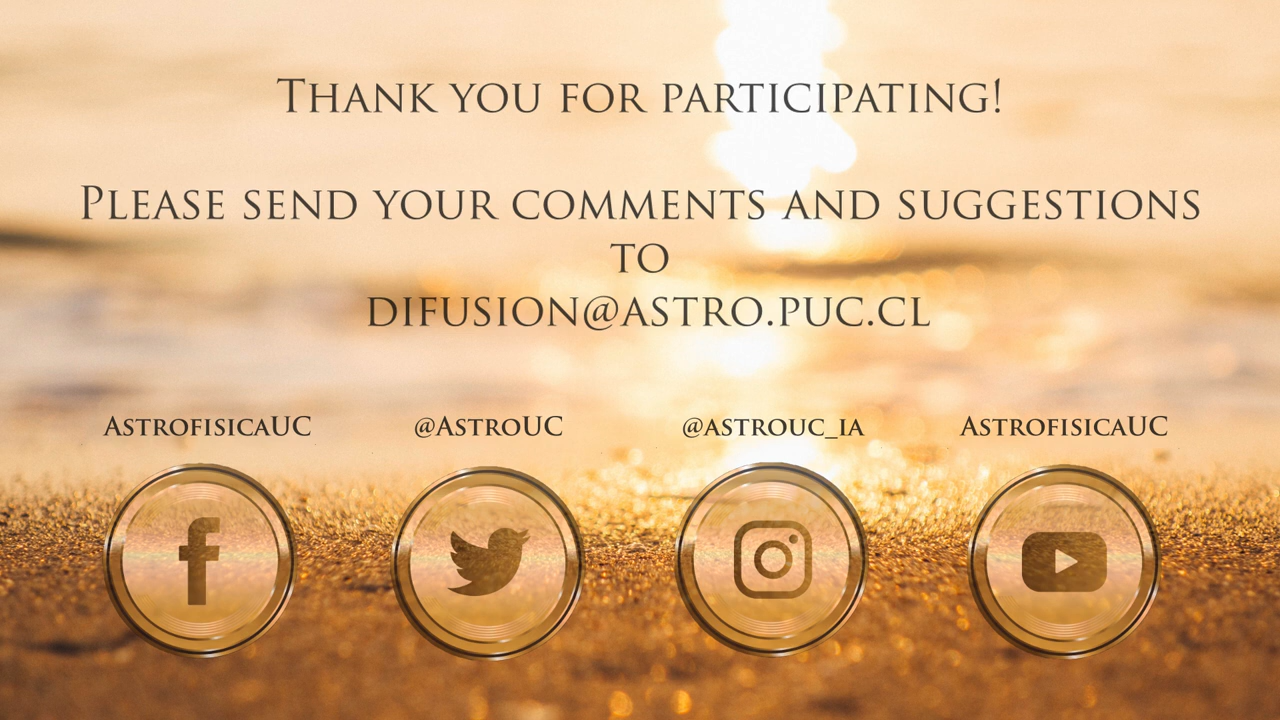 Thank you for participating!
Please send your comments and suggestions
to
difusion@astro.puc.cl
AstrofisicaUC @AstroUC @astrouc_ia AstrofisicaUC